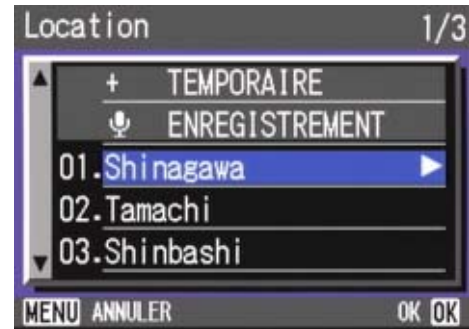 Location 1/3
+ TEMPORAIRE
ENREGISTREMENT
01.Shinagawa
02.Tamachi
03.Shinbashi
MENU ANNULER OK OK